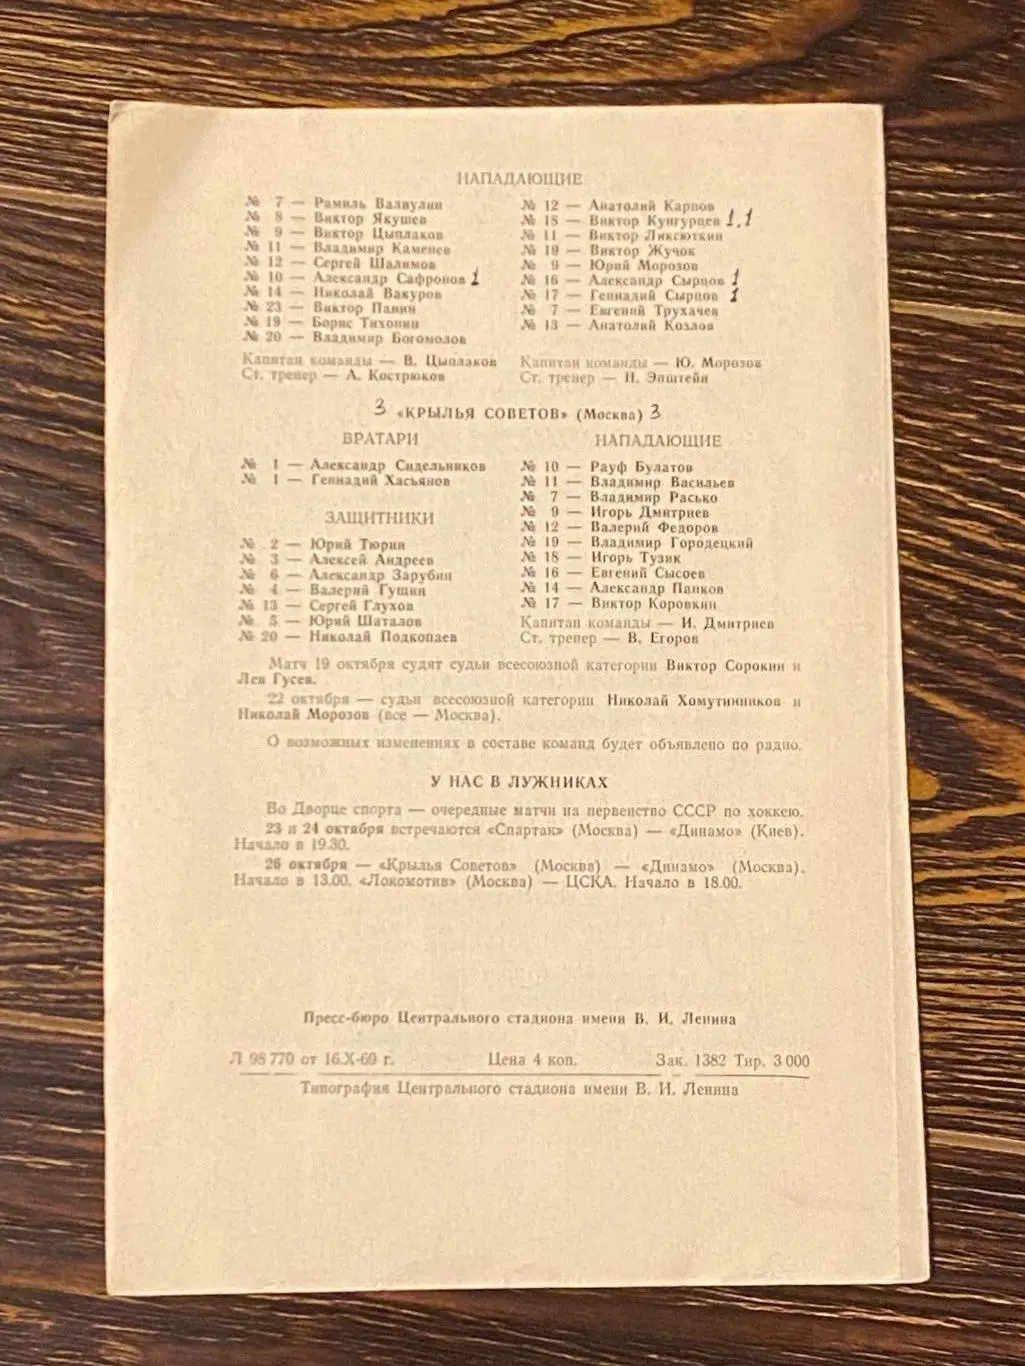 НАПАДАЮЩИЕ
№ 7 — Рамиль Валиулин
№ 8 — Виктор Якушев
№ 9 — Виктор Цыплаков
№ 11 — Владимир Каменев
№ 12 — Сергей Шалимов
№ 10 — Александр Сафронов 1
№ 14 — Николай Вакуров
№ 23 — Виктор Панин
№ 19 — Борис Тихонин
№ 20 — Владимир Богомолов
Капитан команды — В. Цыплаков
Ст. тренер — А. Кострюков
№ 12 — Анатолий Карпов
№ 18 — Виктор Кунгурцев 1,1
№ 11 — Виктор Ликсюткин
№ 19 — Виктор Жучок
№ 9 — Юрий Морозов
№ 16 — Александр Сырцов 1
№ 17 — Геннадий Сырцов 1
№ 7 — Евгений Трухачев
№ 13 — Анатолий Козлов
Капитан команды — Ю. Морозов
Ст. тренер — Н. Эпштейн
3 «КРЫЛЬЯ СОВЕТОВ» (Москва) 3
ВРАТАРИ
№ 1 — Александр Сидельников
№ 1 — Геннадий Хасьянов
ЗАЩИТНИКИ
№ 2 — Юрий Тюрин
№ 3 — Алексей Андреев
№ 6 — Александр Зарубин
№ 4 — Валерий Гущин
№ 13 — Сергей Глухов
№ 5 — Юрий Шаталов
№ 20 — Николай Подкопаев
НАПАДАЮЩИЕ
№ 10 — Рауф Булатов
№ 11 — Владимир Васильев
№ 7 — Владимир Расько
№ 9 — Игорь Дмитриев
№ 12 — Валерий Федоров
№ 19 — Владимир Городецкий
№ 18 — Игорь Тузик
№ 16 — Евгений Сысоев
№ 14 — Александр Панков
№ 17 — Виктор Коровкин
Капитан команды — И. Дмитриев
Ст. тренер — В. Егоров
Матч 19 октября судят судьи всесоюзной категории Виктор Сорокин и
Лев Гусев.
22 октября — судьи всесоюзной категории Николай Хомутинников и
Николай Морозов (все — Москва).
О возможных изменениях в составе команд будет объявлено по радио.
У НАС В ЛУЖНИКАХ
Во Дворце спорта — очередные матчи на первенство СССР по хоккею.
23 и 24 октября встречаются «Спартак» (Москва) — «Динамо» (Киев).
Начало в 19.30.
26 октября — «Крылья Советов» (Москва) — «Динамо» (Москва).
Начало в 13.00. «Локомотив» (Москва) — ЦСКА. Начало в 18.00.
Пресс-бюро Центрального стадиона имени В. И. Ленина
Л 98770 от 16.X-69 г. Цена 4 коп. Зак. 1382 Тир. 3 000
Типография Центрального стадиона имени В. И. Ленина